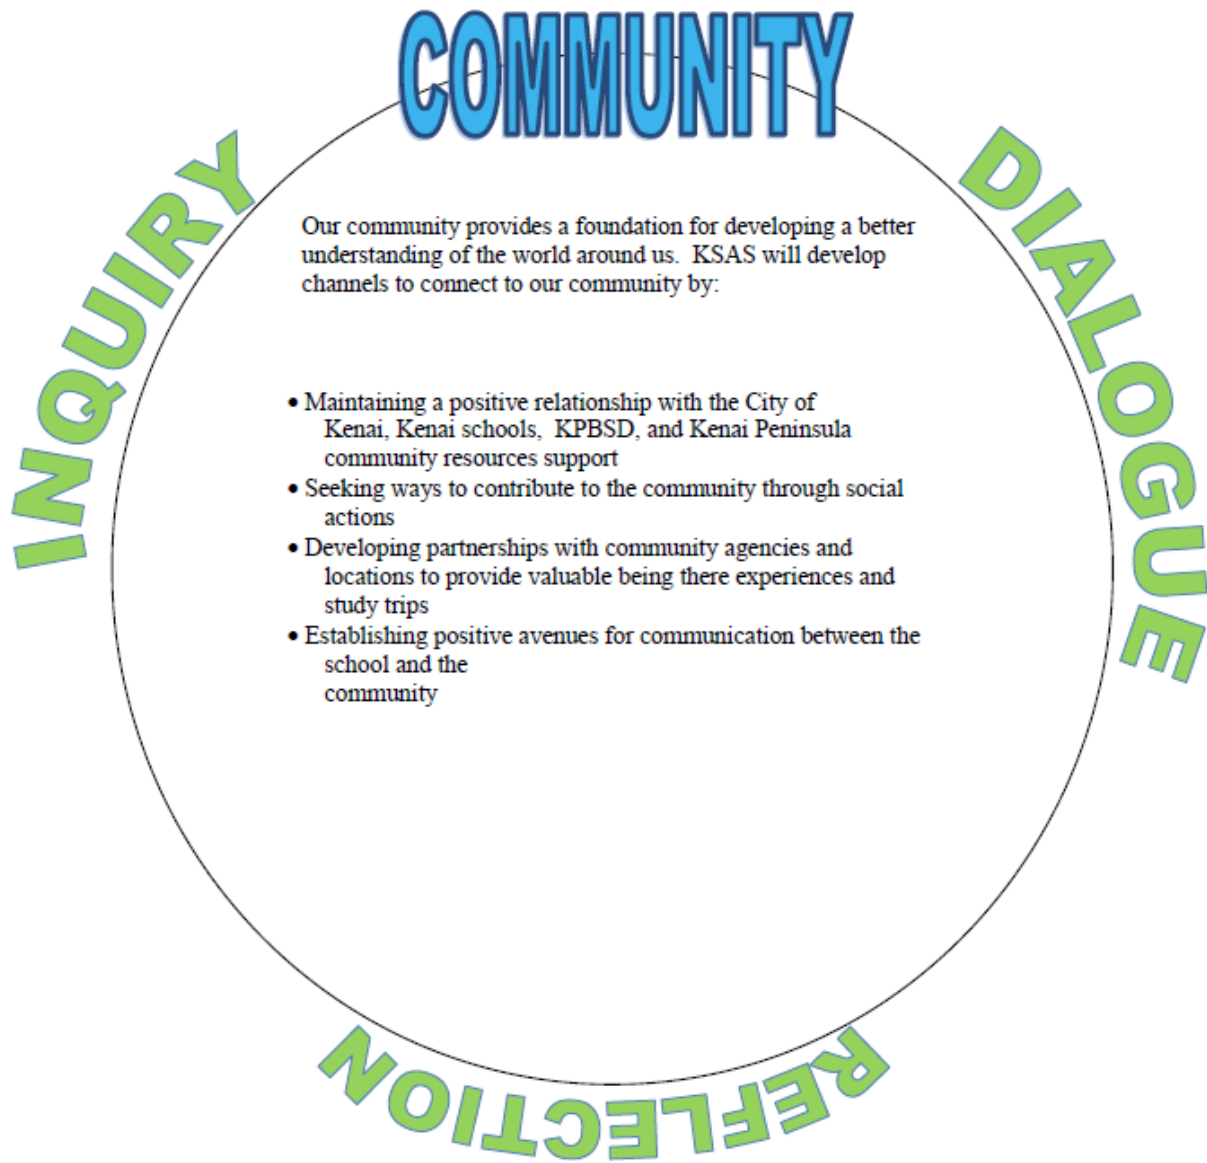 COMMUNITY
INQUIRY
DIALOGUE
Our community provides a foundation for developing a better
understanding of the world around us.  KSAS will develop
channels to connect to our community by:
• Maintaining a positive relationship with the City of
Kenai, Kenai schools,  KPBSD, and Kenai Peninsula
community resources support
• Seeking ways to contribute to the community through social
actions
• Developing partnerships with community agencies and
locations to provide valuable being there experiences and
study trips
• Establishing positive avenues for communication between the
school and the
community
REFLECTION